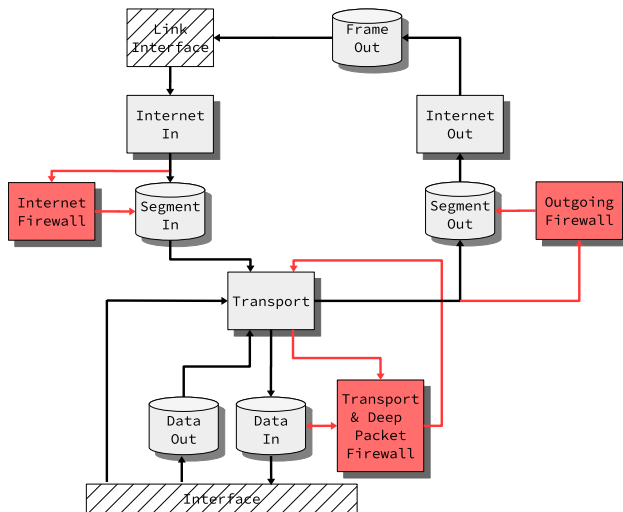 Link
Interface
Frame
Out
Internet
In
Internet
Out
Internet
Firewall
Segment
In
Segment
Out
Outgoing
Firewall
Transport
Data
Out
Data
In
Transport
& Deep
Packet
Firewall
Interface